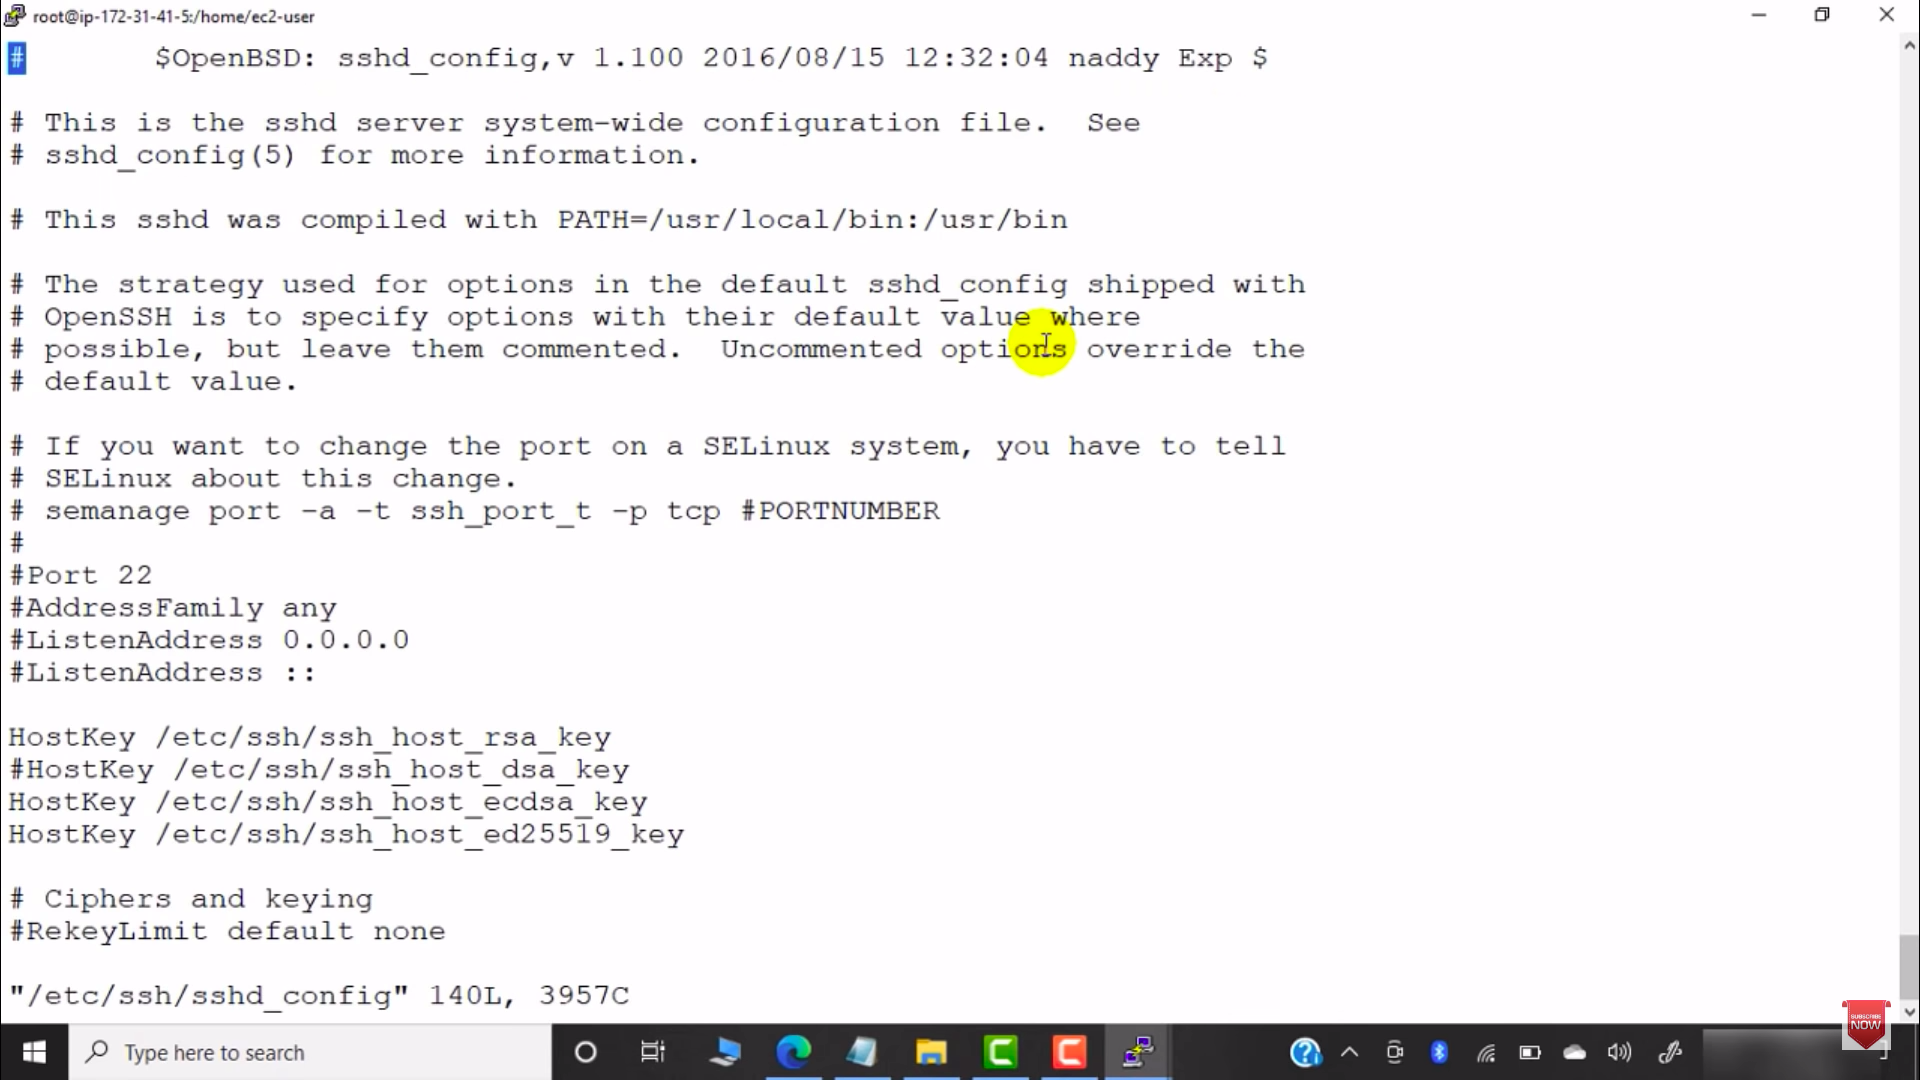 root@ip-172-31-41-5:/home/ec2-user
#        $OpenBSD: sshd_config,v 1.100 2016/08/15 12:32:04 naddy Exp $
# This is the sshd server system-wide configuration file.  See
# sshd_config(5) for more information.
# This sshd was compiled with PATH=/usr/local/bin:/usr/bin
# The strategy used for options in the default sshd_config shipped with
# OpenSSH is to specify options with their default value where
# possible, but leave them commented.  Uncommented options override the
# default value.
# If you want to change the port on a SELinux system, you have to tell
# SELinux about this change.
# semanage port -a -t ssh_port_t -p tcp #PORTNUMBER
#
#Port 22
#AddressFamily any
#ListenAddress 0.0.0.0
#ListenAddress ::
HostKey /etc/ssh/ssh_host_rsa_key
#HostKey /etc/ssh/ssh_host_dsa_key
HostKey /etc/ssh/ssh_host_ecdsa_key
HostKey /etc/ssh/ssh_host_ed25519_key
# Ciphers and keying
#RekeyLimit default none
"/etc/ssh/sshd_config" 140L, 3957C
SUBSCRIBE
NOW
Type here to search